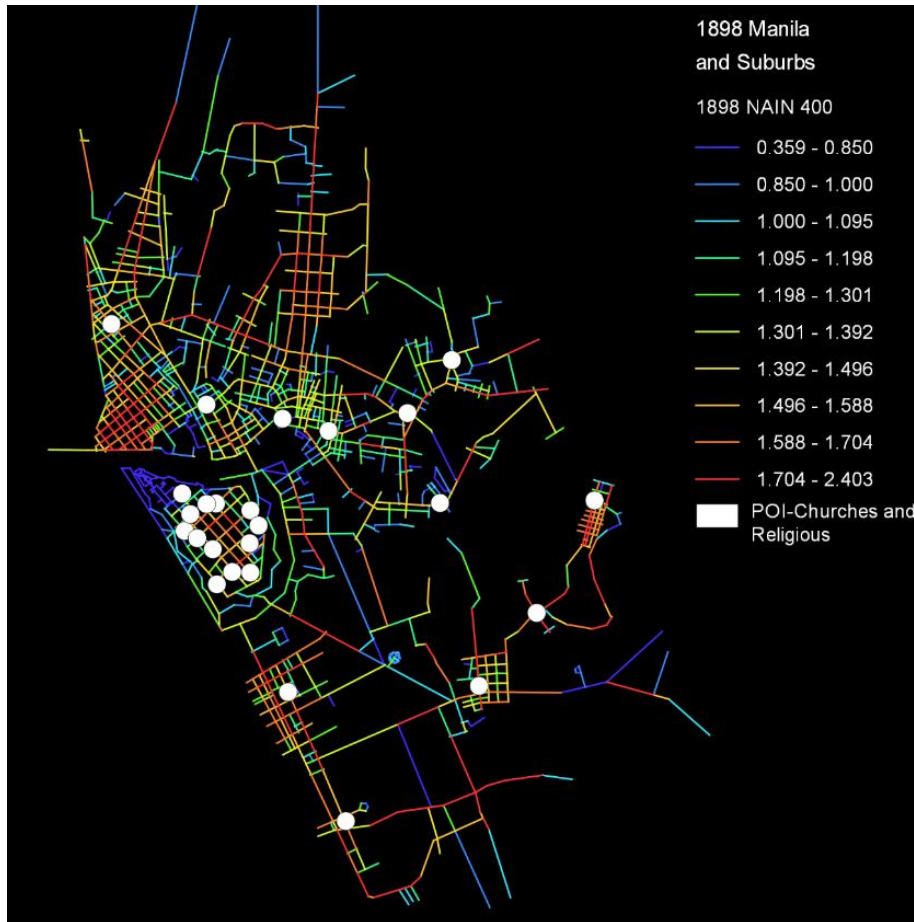 1898 Manila
and Suburbs
1898 NAIN 400
0.359 - 0.850
0.850 - 1.000
1.000 - 1.095
1.095 - 1.198
1.198 - 1.301
1.301 - 1.392
1.392 - 1.496
1.496 - 1.588
1.588 - 1.704
1.704 - 2.403
POI-Churches and
Religious